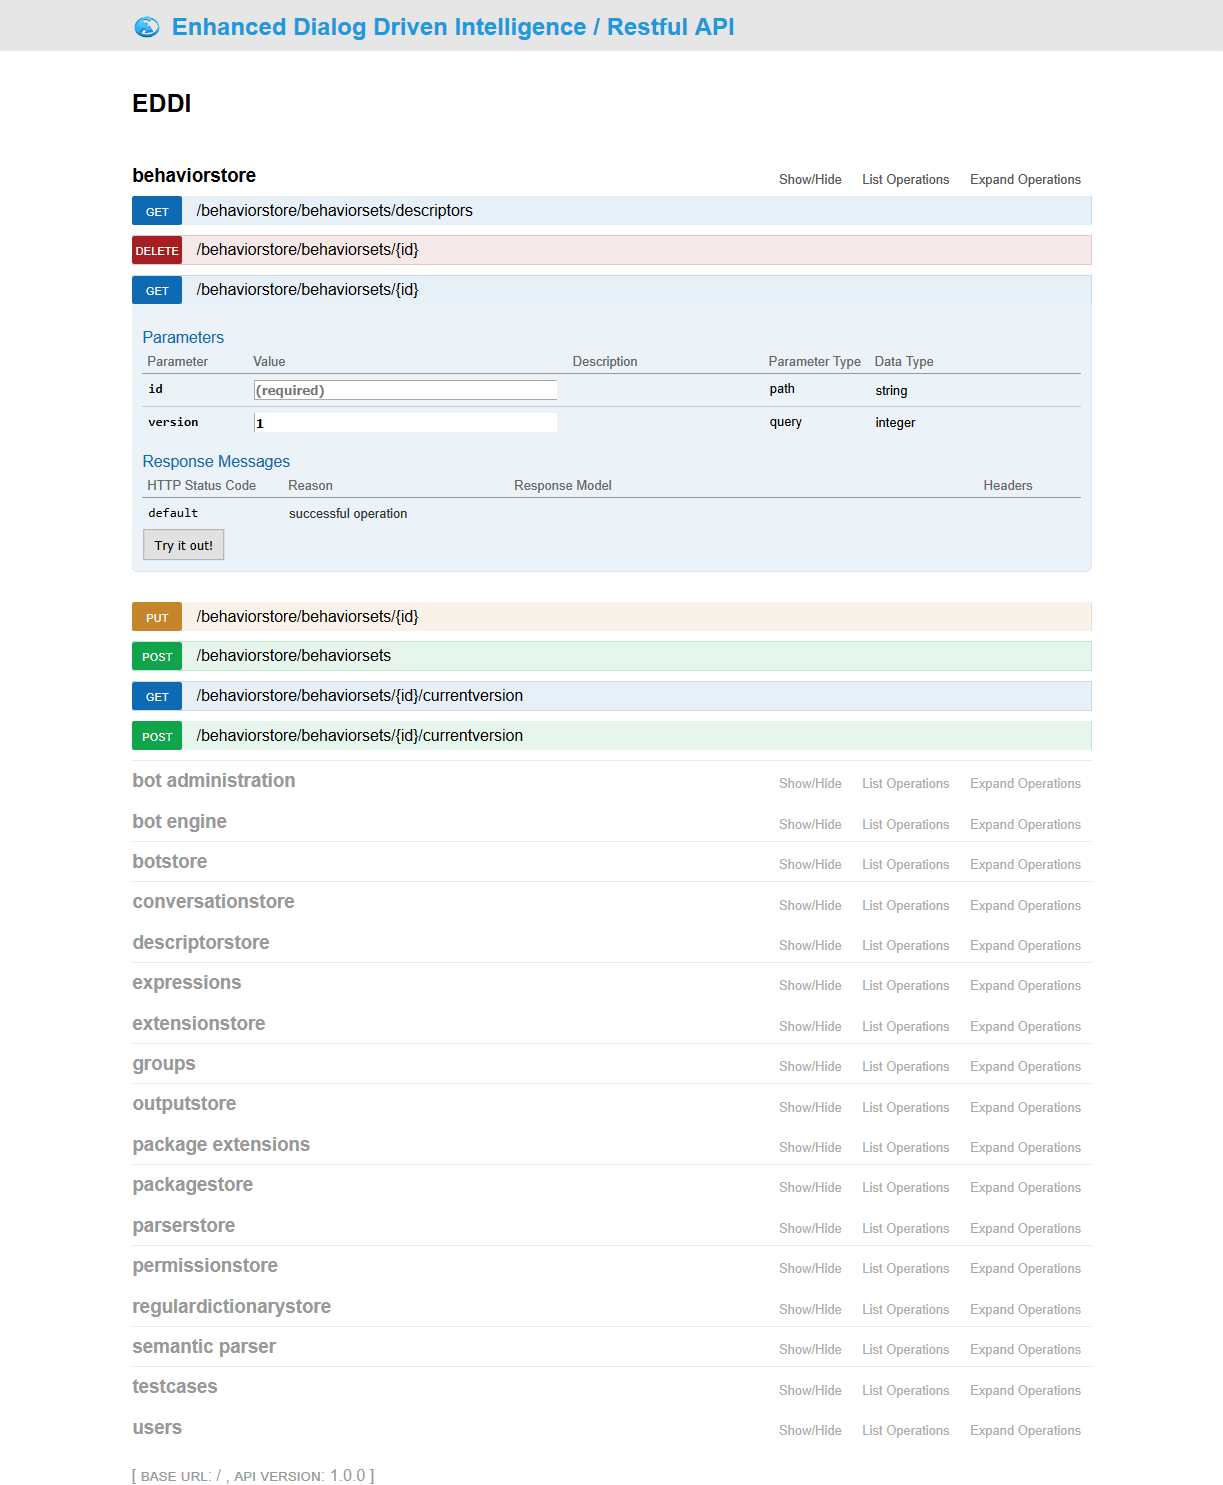 Enhanced Dialog Driven Intelligence / Restful API
EDDI
behaviorstore Show/Hide List Operations Expand Operations
GET /behaviorstore/behaviorsets/descriptors
DELETE /behaviorstore/behaviorsets/{id}
GET /behaviorstore/behaviorsets/{id}
Parameters
Parameter Value Description Parameter Type Data Type
id (required) path string
version 1 query integer
Response Messages
HTTP Status Code Reason Response Model Headers
default successful operation
Try it out!
PUT /behaviorstore/behaviorsets/{id}
POST /behaviorstore/behaviorsets
GET /behaviorstore/behaviorsets/{id}/currentversion
POST /behaviorstore/behaviorsets/{id}/currentversion
bot administration Show/Hide List Operations Expand Operations
bot engine Show/Hide List Operations Expand Operations
botstore Show/Hide List Operations Expand Operations
conversationstore Show/Hide List Operations Expand Operations
descriptorstore Show/Hide List Operations Expand Operations
expressions Show/Hide List Operations Expand Operations
extensionstore Show/Hide List Operations Expand Operations
groups Show/Hide List Operations Expand Operations
outputstore Show/Hide List Operations Expand Operations
package extensions Show/Hide List Operations Expand Operations
packagestore Show/Hide List Operations Expand Operations
parserstore Show/Hide List Operations Expand Operations
permissionstore Show/Hide List Operations Expand Operations
regulardictionarystore Show/Hide List Operations Expand Operations
semantic parser Show/Hide List Operations Expand Operations
testcases Show/Hide List Operations Expand Operations
users Show/Hide List Operations Expand Operations
[ BASE URL: / , API VERSION: 1.0.0 ]